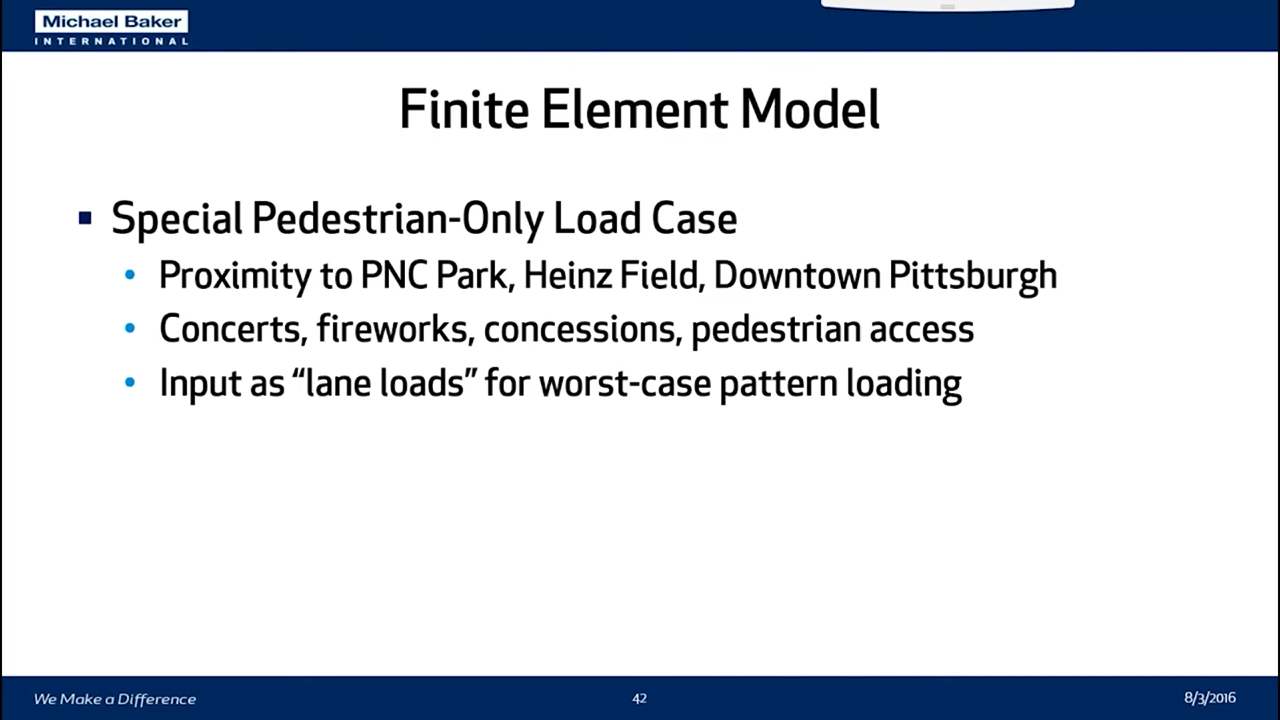 Michael Baker
INTERNATIONAL
Finite Element Model
▪ Special Pedestrian-Only Load Case
• Proximity to PNC Park, Heinz Field, Downtown Pittsburgh
• Concerts, fireworks, concessions, pedestrian access
• Input as “lane loads” for worst-case pattern loading
We Make a Difference
42
8/3/2016